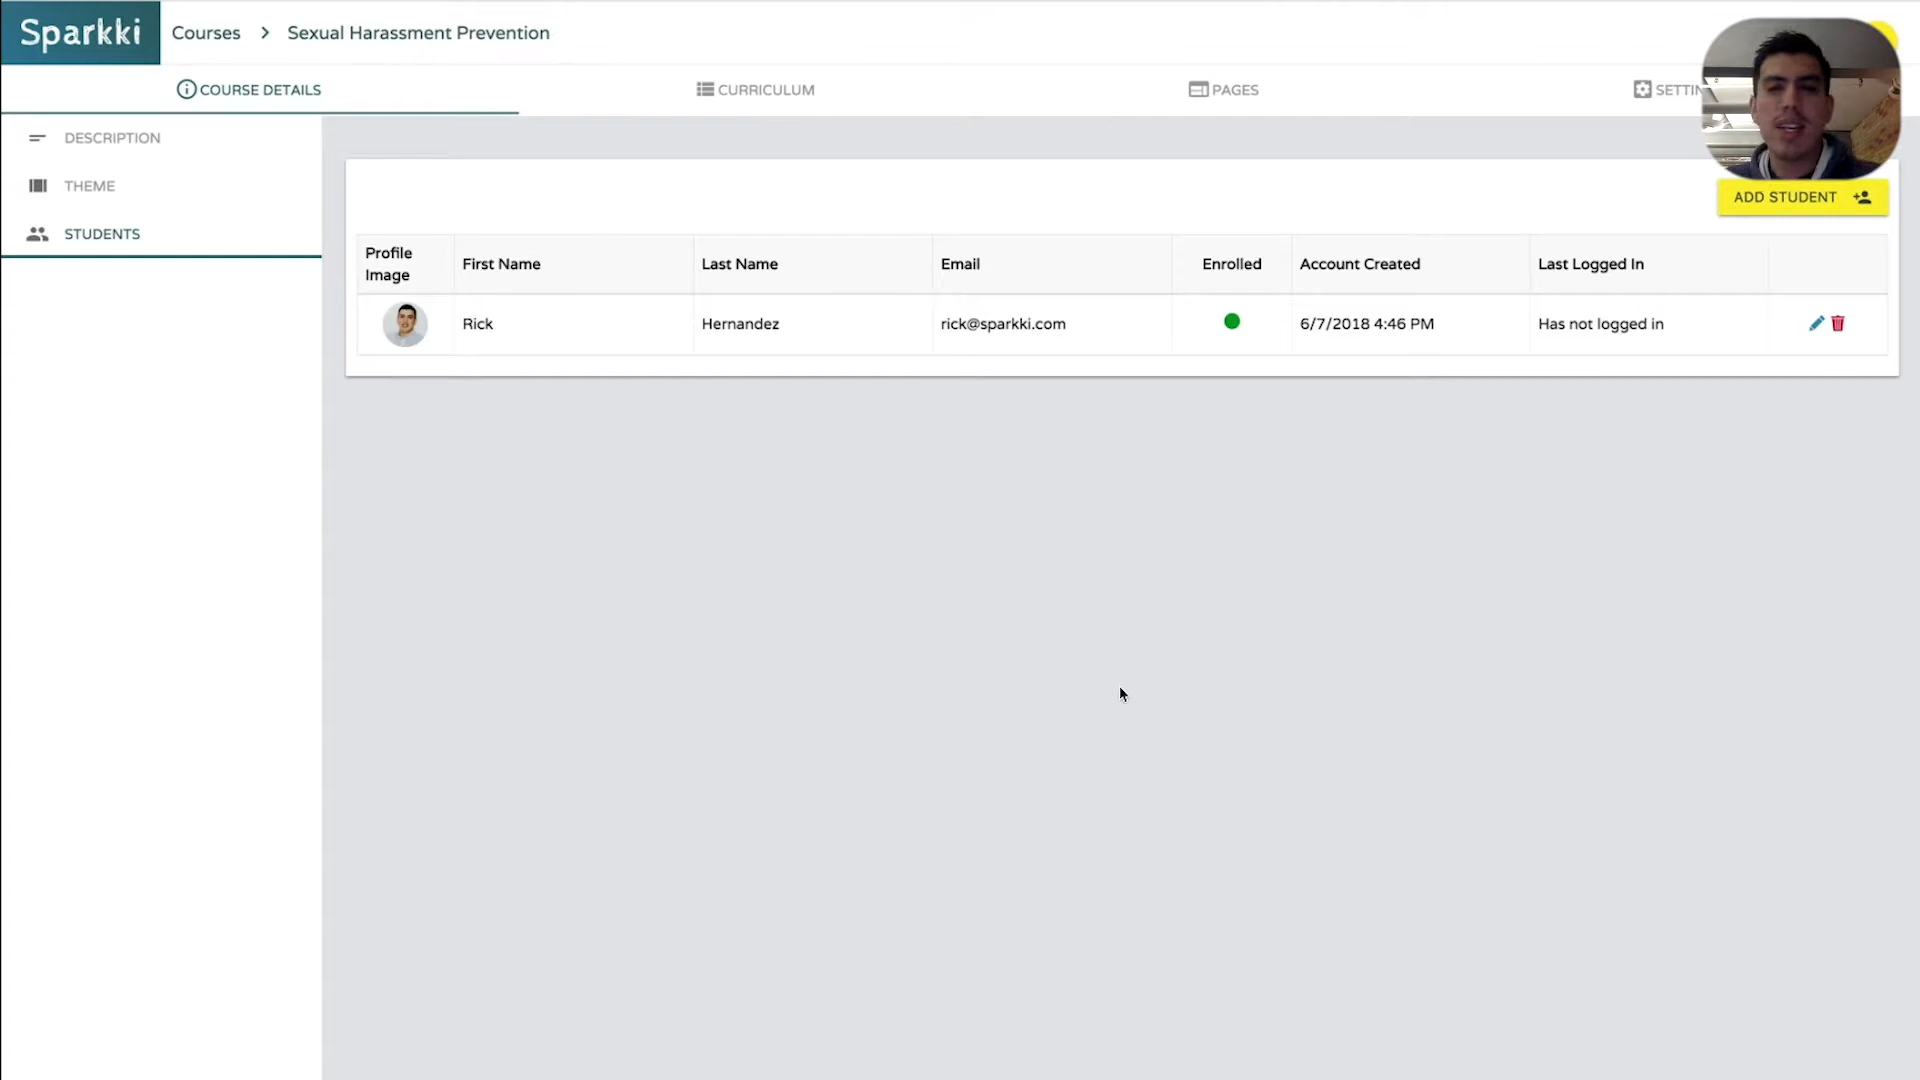 Sparkki
Courses > Sexual Harassment Prevention
COURSE DETAILS
CURRICULUM
PAGES
SETTIN
DESCRIPTION
THEME
STUDENTS
ADD STUDENT
Profile Image
First Name
Last Name
Email
Enrolled
Account Created
Last Logged In
Rick
Hernandez
rick@sparkki.com
6/7/2018 4:46 PM
Has not logged in